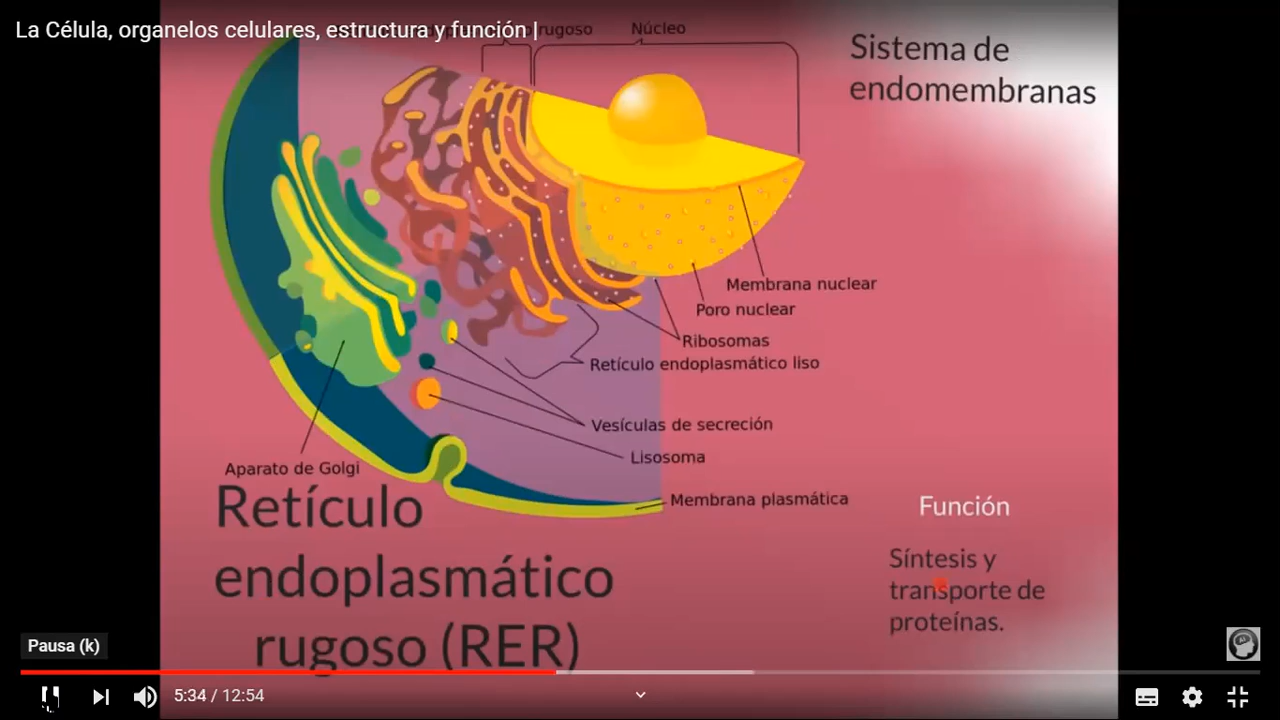 La Célula, organelos celulares, estructura y función |
rugoso
Núcleo
Sistema de
endomembranas
Membrana nuclear
Poro nuclear
Ribosomas
Retículo endoplasmático liso
Vesículas de secreción
Lisosoma
Aparato de Golgi
Membrana plasmática
Retículo
endoplasmático
rugoso (RER)
Función
Síntesis y
transporte de
proteínas.
Pausa (k)
5:34 / 12:54